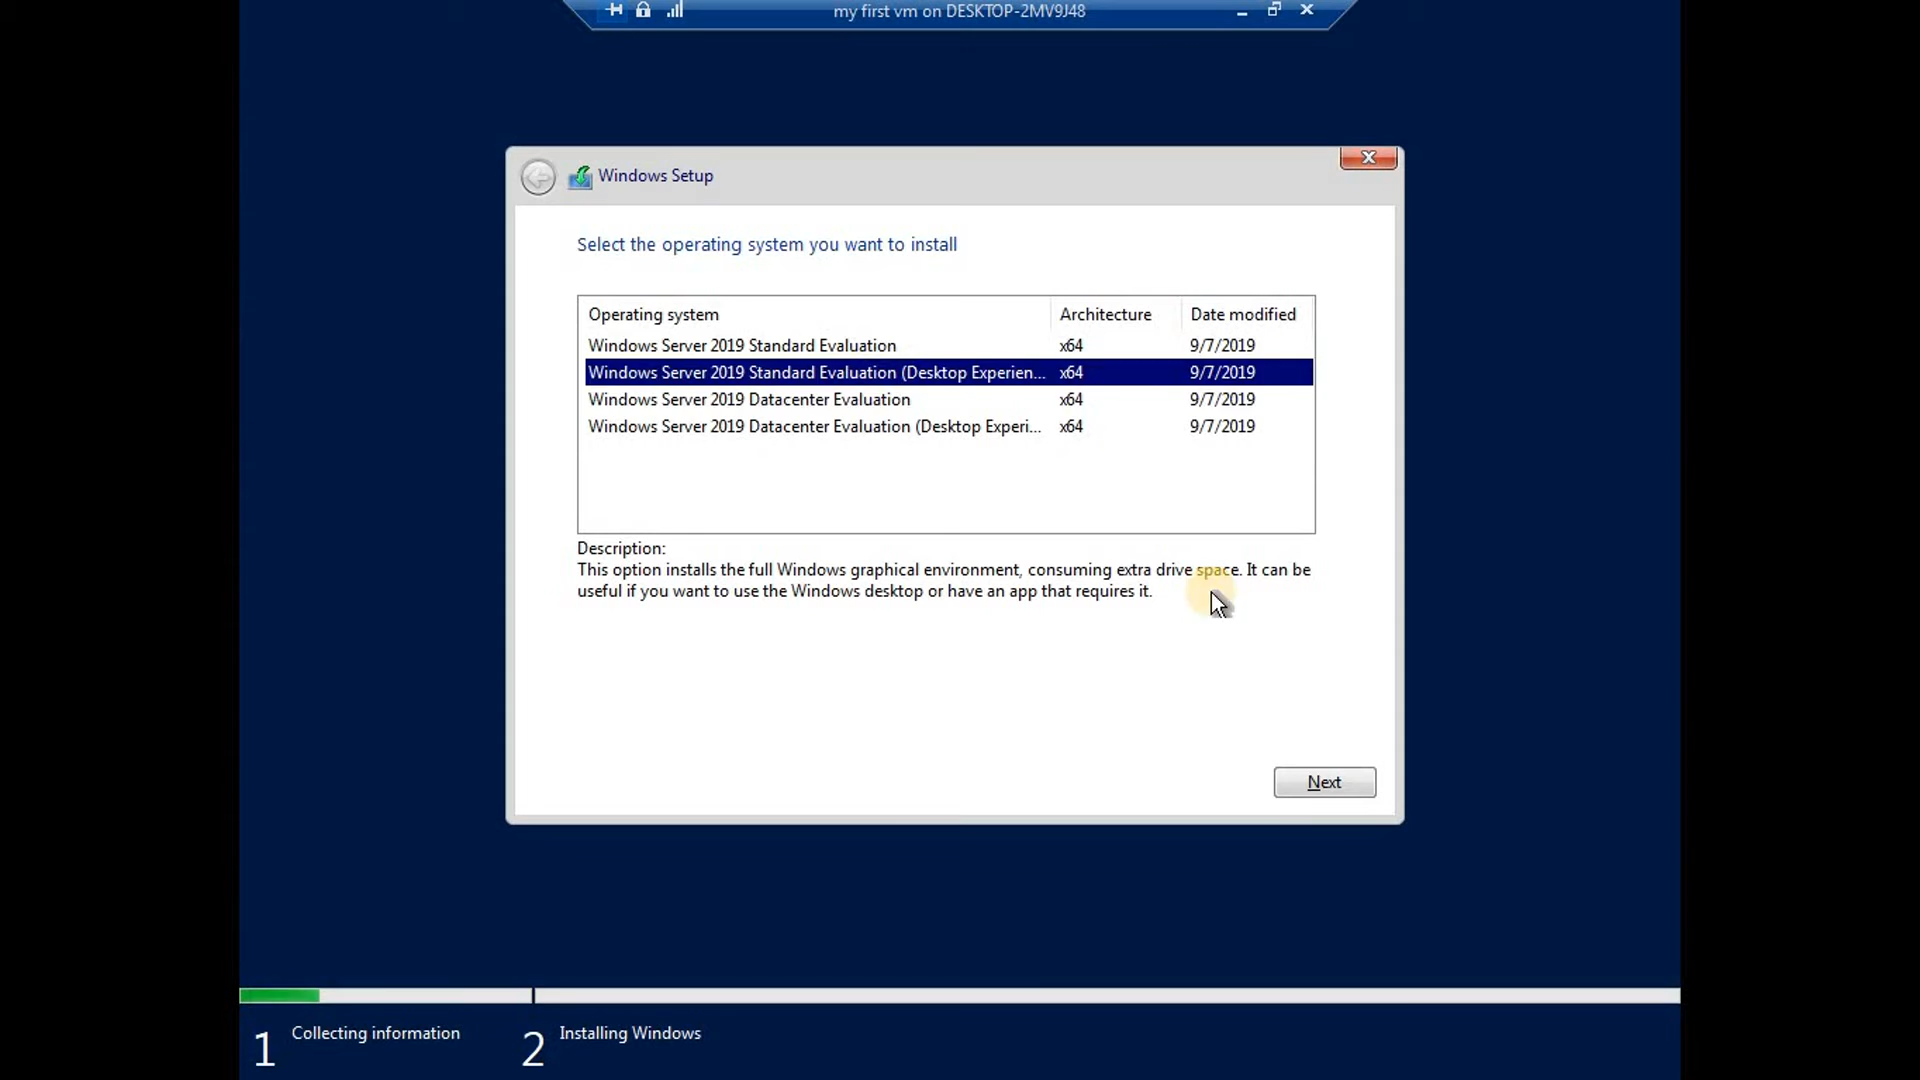 my first vm on DESKTOP-2MV9J48
Windows Setup
Select the operating system you want to install
Operating system Architecture Date modified
Windows Server 2019 Standard Evaluation x64 9/7/2019
Windows Server 2019 Standard Evaluation (Desktop Experien... x64 9/7/2019
Windows Server 2019 Datacenter Evaluation x64 9/7/2019
Windows Server 2019 Datacenter Evaluation (Desktop Experi... x64 9/7/2019
Description:
This option installs the full Windows graphical environment, consuming extra drive space. It can be
useful if you want to use the Windows desktop or have an app that requires it.
Next
1 Collecting information 2 Installing Windows